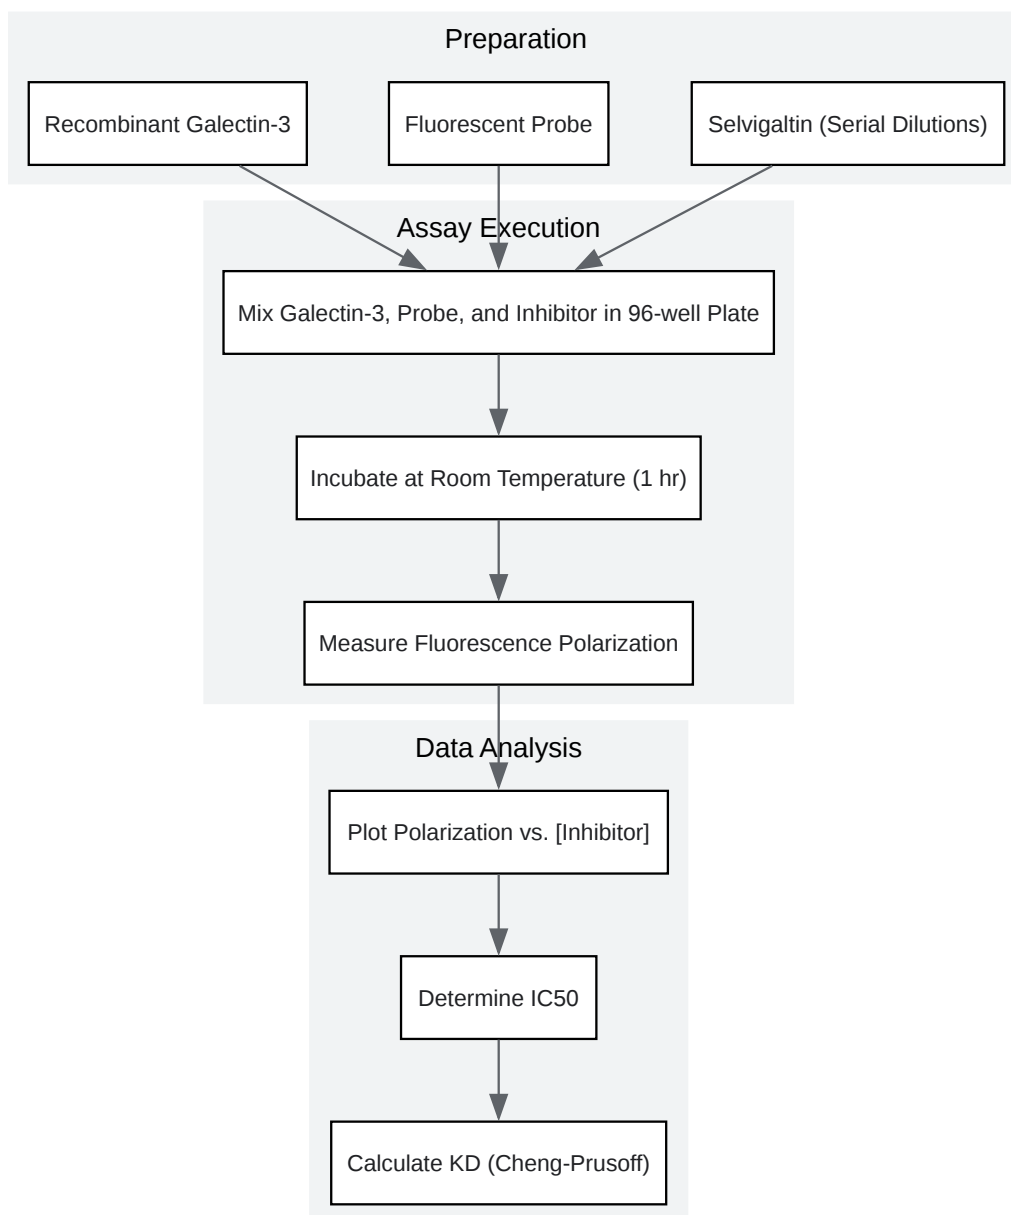 Preparation
Recombinant Galectin-3
Fluorescent Probe
Selvigaltin (Serial Dilutions)
Assay Execution
Mix Galectin-3, Probe, and Inhibitor in 96-well Plate
Incubate at Room Temperature (1 hr)
Measure Fluorescence Polarization
Data Analysis
Plot Polarization vs. [Inhibitor]
Determine IC50
Calculate KD (Cheng-Prusoff)